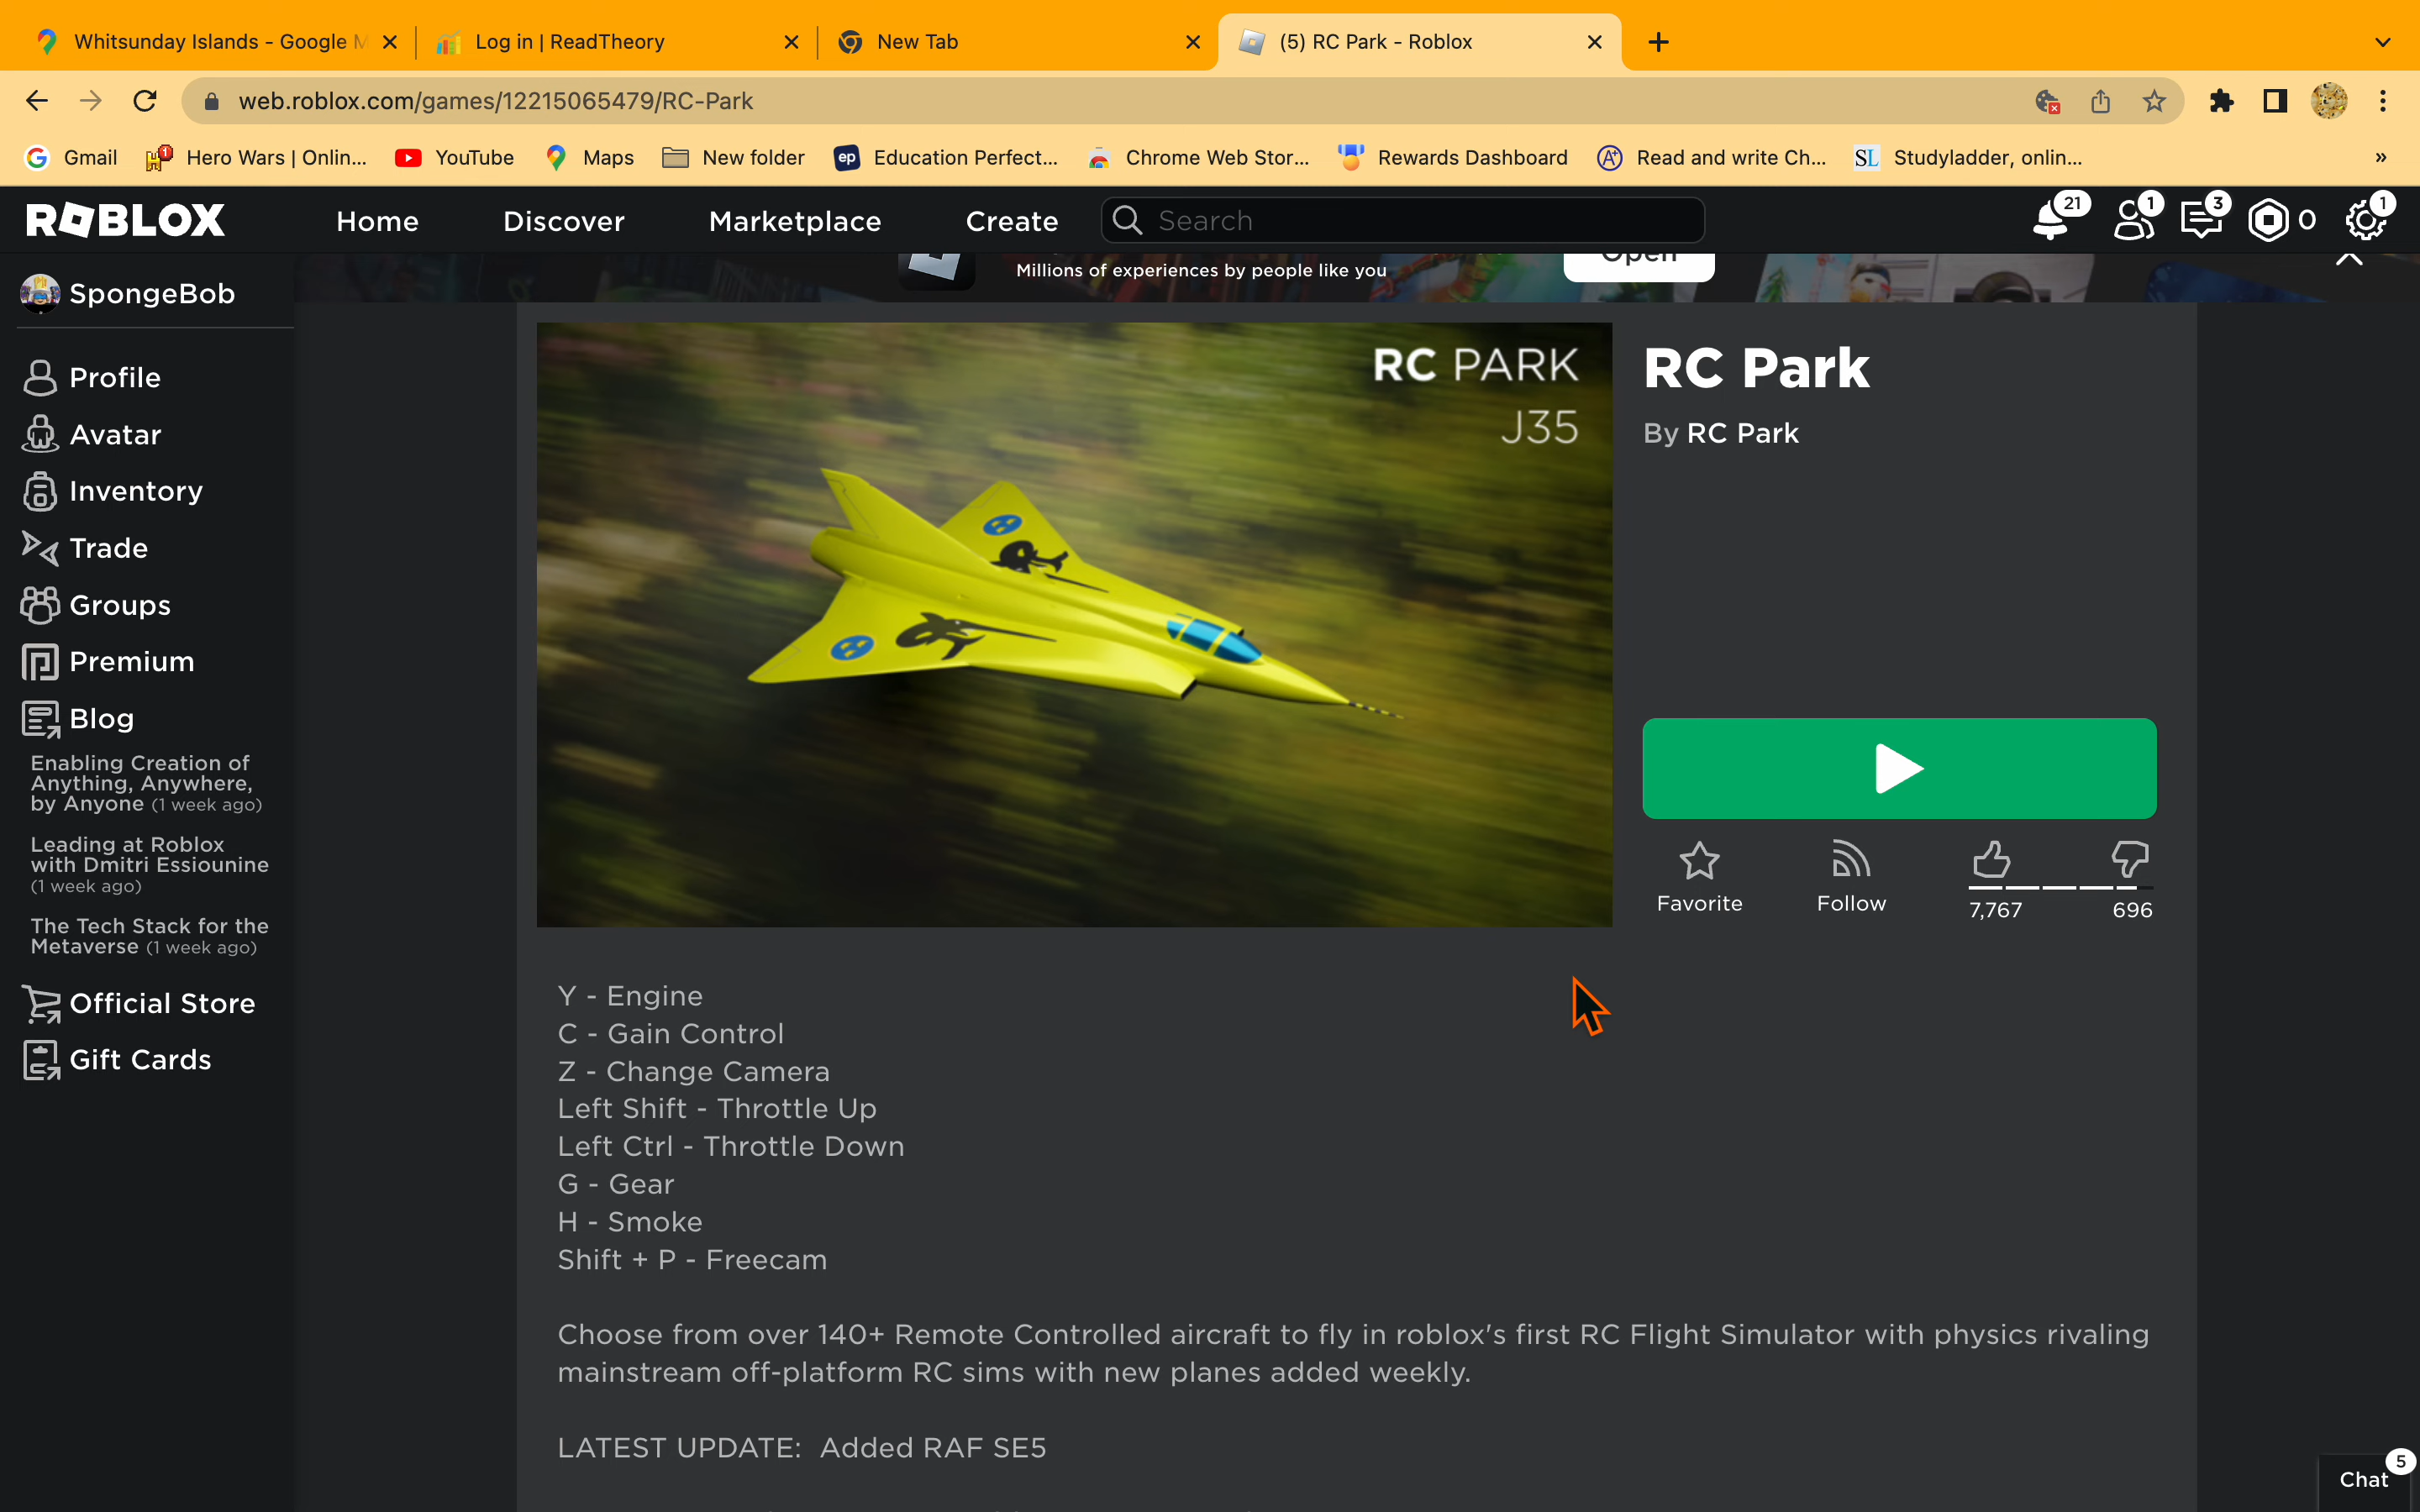 Whitsunday Islands - Google M
Log in | ReadTheory
New Tab
(5) RC Park - Roblox
web.roblox.com/games/12215065479/RC-Park
Gmail
Hero Wars | Onlin...
YouTube
Maps
New folder
ep
Education Perfect...
Chrome Web Stor...
Rewards Dashboard
A+
Read and write Ch...
SL
Studyladder, onlin...
»
ROBLOX
Home
Discover
Marketplace
Create
Search
21
1
3
0
1
SpongeBob
Millions of experiences by people like you
Open
Profile
Avatar
Inventory
Trade
Groups
Premium
Blog
Enabling Creation of
Anything, Anywhere,
by Anyone (1 week ago)
Leading at Roblox
with Dmitri Essiounine
(1 week ago)
The Tech Stack for the
Metaverse (1 week ago)
Official Store
Gift Cards
RC PARK
J35
RC Park
By RC Park
Favorite
Follow
7,767
696
Y - Engine
C - Gain Control
Z - Change Camera
Left Shift - Throttle Up
Left Ctrl - Throttle Down
G - Gear
H - Smoke
Shift + P - Freecam
Choose from over 140+ Remote Controlled aircraft to fly in roblox's first RC Flight Simulator with physics rivaling
mainstream off-platform RC sims with new planes added weekly.
LATEST UPDATE: Added RAF SE5
Chat
5